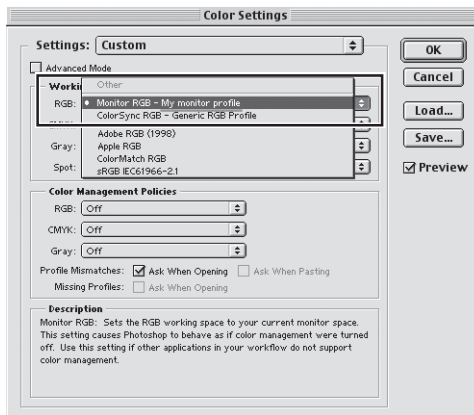 Color Settings
Settings: Custom
OK
Cancel
Load...
Save...
Preview
Advanced Mode
Other
RGB: • Monitor RGB - My monitor profile
ColorSync RGB - Generic RGB Profile
Adobe RGB (1998)
Gray: Apple RGB
ColorMatch RGB
Spot: sRGB IEC61966-2.1
Color Management Policies
RGB: Off
CMYK: Off
Gray: Off
Profile Mismatches: Ask When Opening Ask When Pasting
Missing Profiles: Ask When Opening
Description
Monitor RGB: Sets the RGB working space to your current monitor space.
This setting causes Photoshop to behave as if color management were turned
off. Use this setting if other applications in your workflow do not support
color management.